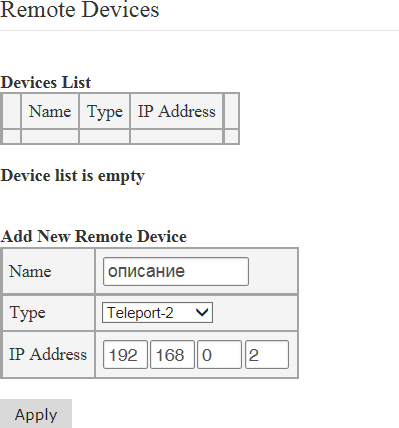 Remote Devices
Devices List
Name Type IP Address
Device list is empty
Add New Remote Device
Name описание
Type Teleport-2
IP Address 192 168 0 2
Apply